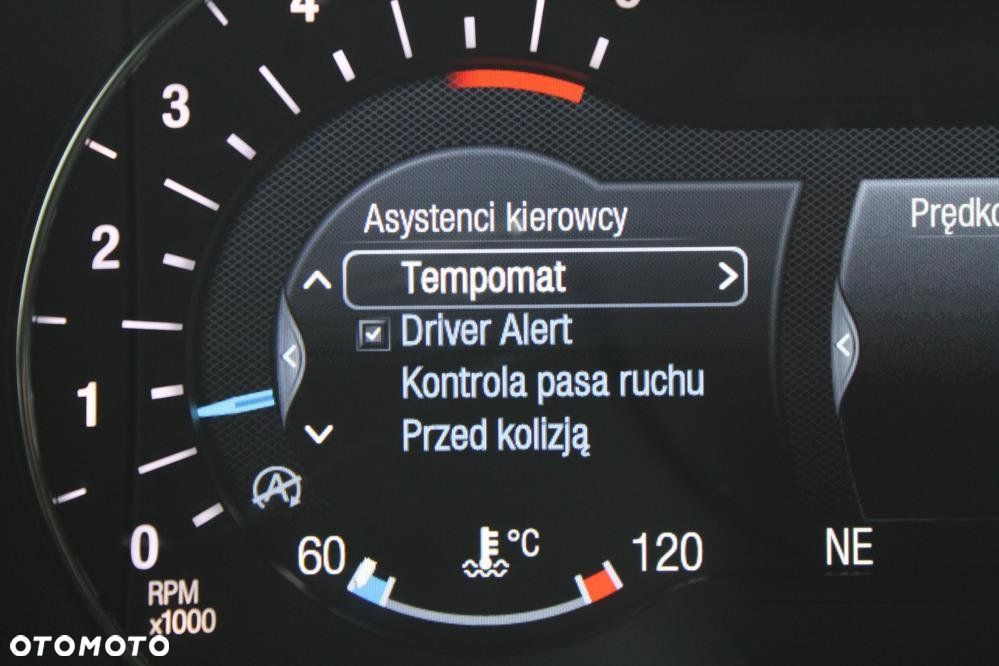 4
3
2
1
0
RPM
x1000
Asystenci kierowcy
Tempomat
Driver Alert
Kontrola pasa ruchu
Przed kolizją
60
°C
120
NE
A
OTOMOTO